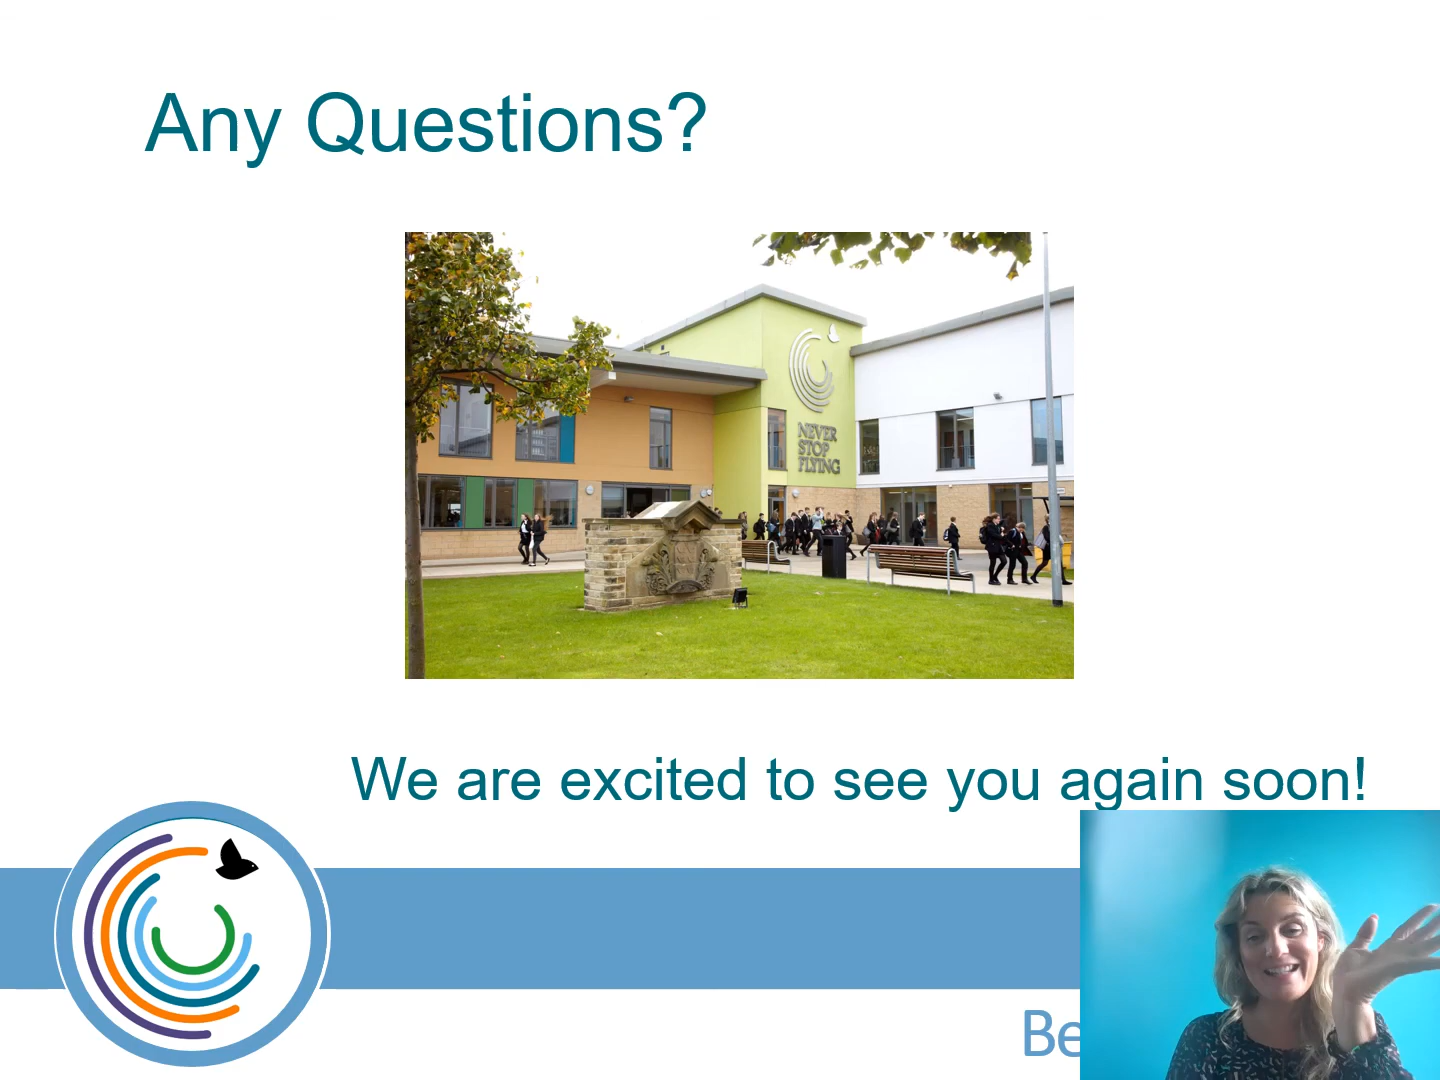 Any Questions?
NEVER
STOP
FLYING
We are excited to see you again soon!
Be